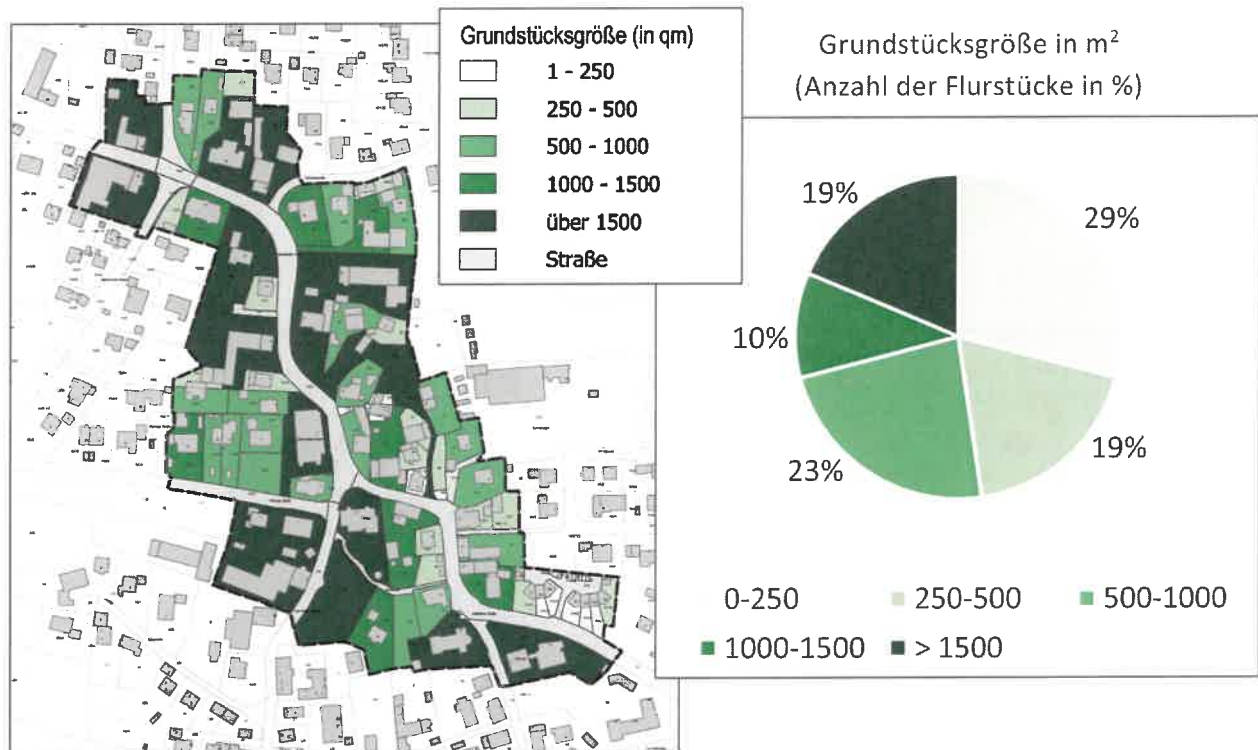 Grundstücksgröße (in qm)
1 - 250
250 - 500
500 - 1000
1000 - 1500
über 1500
Straße
Grundstücksgröße in m²
(Anzahl der Flurstücke in %)
19%
29%
10%
23%
19%
0-250
250-500
500-1000
1000-1500
> 1500